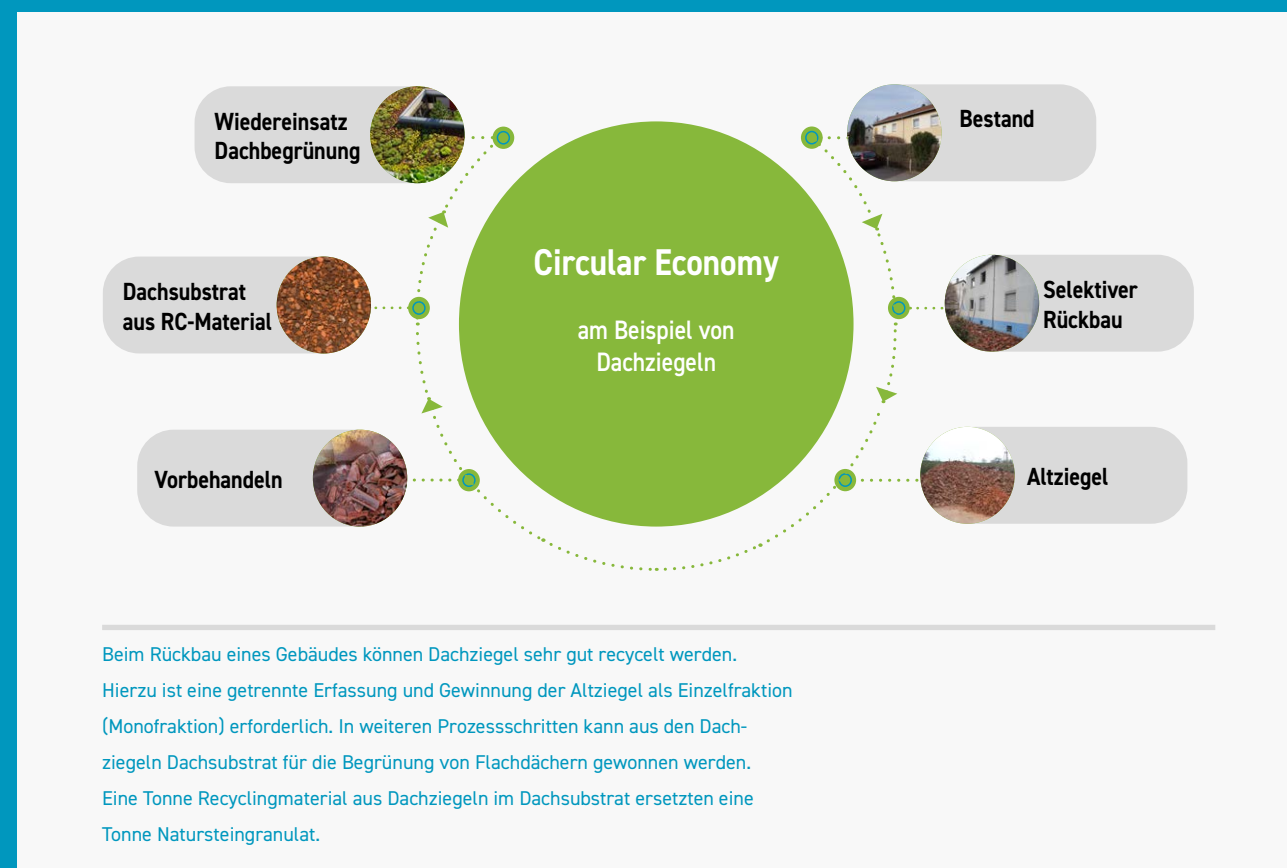 Wiedereinsatz
Dachbegrünung
Bestand
Circular Economy
am Beispiel von
Dachziegeln
Dachsubstrat
aus RC-Material
Selektiver
Rückbau
Vorbehandeln
Altziegel
Beim Rückbau eines Gebäudes können Dachziegel sehr gut recycelt werden.
Hierzu ist eine getrennte Erfassung und Gewinnung der Altziegel als Einzelfraktion
(Monofraktion) erforderlich. In weiteren Prozessschritten kann aus den Dach-
ziegeln Dachsubstrat für die Begrünung von Flachdächern gewonnen werden.
Eine Tonne Recyclingmaterial aus Dachziegeln im Dachsubstrat ersetzten eine
Tonne Natursteingranulat.